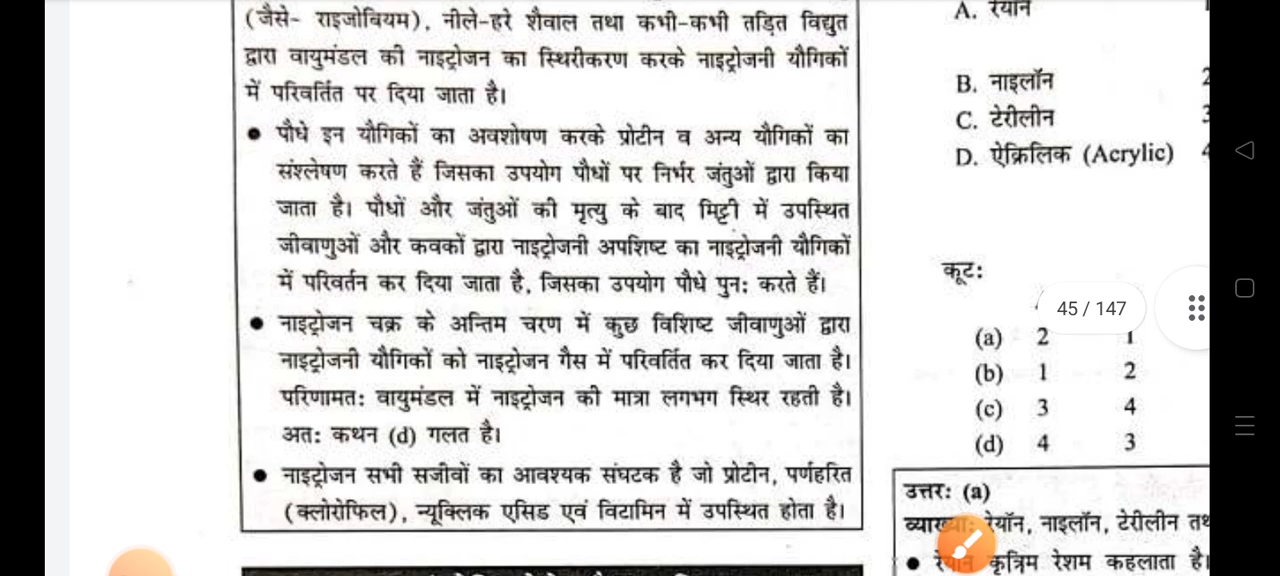 (जैसे- राइजोबियम), नीले-हरे शैवाल तथा कभी-कभी तड़ित विद्युत
द्वारा वायुमंडल की नाइट्रोजन का स्थिरीकरण करके नाइट्रोजनी यौगिकों
में परिवर्तित पर दिया जाता है।
● पौधे इन यौगिकों का अवशोषण करके प्रोटीन व अन्य यौगिकों का
संश्लेषण करते हैं जिसका उपयोग पौधों पर निर्भर जंतुओं द्वारा किया
जाता है। पौधों और जंतुओं की मृत्यु के बाद मिट्टी में उपस्थित
जीवाणुओं और कवकों द्वारा नाइट्रोजनी अपशिष्ट का नाइट्रोजनी यौगिकों
में परिवर्तन कर दिया जाता है, जिसका उपयोग पौधे पुन: करते हैं।
● नाइट्रोजन चक्र के अन्तिम चरण में कुछ विशिष्ट जीवाणुओं द्वारा
नाइट्रोजनी यौगिकों को नाइट्रोजन गैस में परिवर्तित कर दिया जाता है।
परिणामत: वायुमंडल में नाइट्रोजन की मात्रा लगभग स्थिर रहती है।
अत: कथन (d) गलत है।
● नाइट्रोजन सभी सजीवों का आवश्यक संघटक है जो प्रोटीन, पर्णहरित
(क्लोरोफिल), न्यूक्लिक एसिड एवं विटामिन में उपस्थित होता है।
A. रेयॉन
B. नाइलॉन 2
C. टेरीलीन 3
D. ऐक्रिलिक (Acrylic) 4
कूट:
45 / 147
(a) 2 1
(b) 1 2
(c) 3 4
(d) 4 3
उत्तर: (a)
व्याख्या: रेयॉन, नाइलॉन, टेरीलीन
● रेयॉन कृत्रिम रेशम कहलाता है।